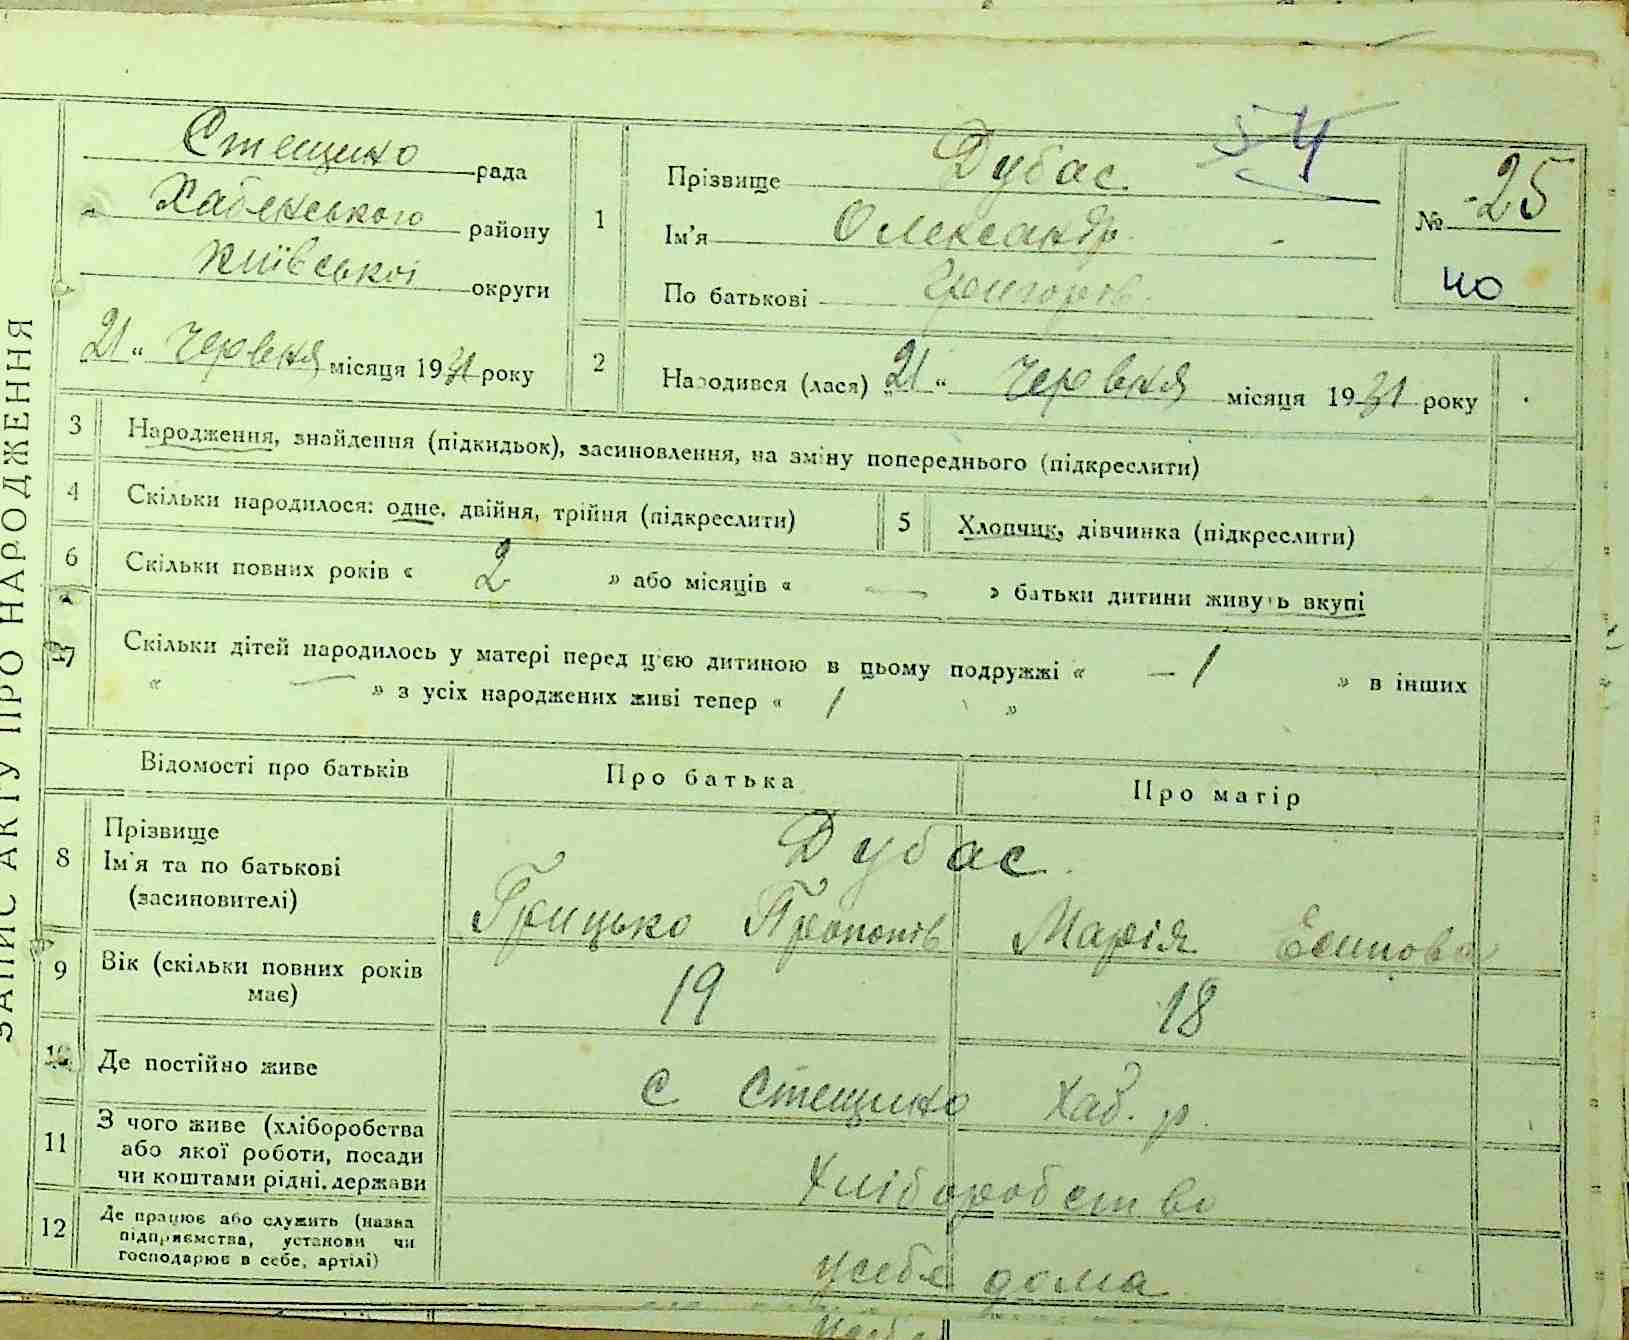 ЗАПИС АКТУ ПРО НАРОДЖЕННЯ
Стещино рада
Хабенського району
Київської округи
21 " червня місяця 1931 року
54
1 Прізвище Дубас.
Ім'я Олександр.
По батькові Григорів.
№ 25
40
2 Народився (лася) 21 " червня місяця 1931 року
3 Народження, знайдення (підкидьок), засиновлення, на зміну попереднього (підкреслити)
4 Скільки народилося: одне, двійня, трійня (підкреслити)
5 Хлопчик, дівчинка (підкреслити)
6 Скільки повних років « 2 » або місяців « — » батьки дитини живуть вкупі
7 Скільки дітей народилось у матері перед цією дитиною в цьому подружжі « — 1 » в інших
« — » з усіх народжених живі тепер « 1 »
Відомості про батьків
Про батька
Про матір
8 Прізвище
Ім'я та по батькові
(засиновителі)
Дубас.
Грицько Прокопів
Марія Есипова
9 Вік (скільки повних років
має)
19
18
10 Де постійно живе
с Стещино Хаб. р.
11 З чого живе (хліборобства
або якої роботи, посади
чи коштами рідні, держави
Хліборобство
12 Де працює або служить (назва
підприємства, установи чи
господарює в себе, артілі)
усебе дома